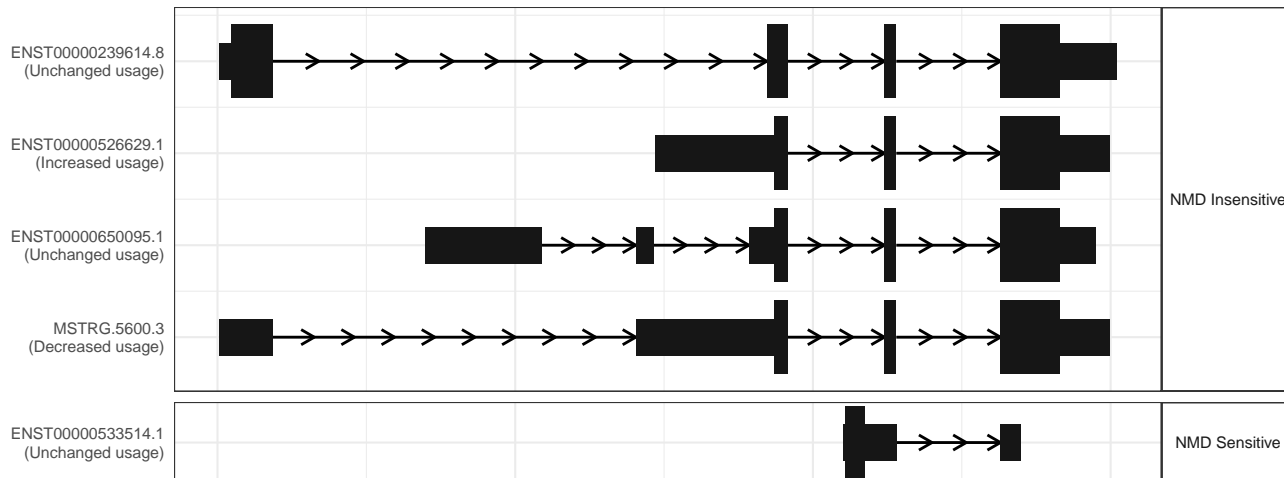 ENST00000239614.8
(Unchanged usage)
ENST00000526629.1
(Increased usage)
NMD Insensitive
ENST00000650095.1
(Unchanged usage)
MSTRG.5600.3
(Decreased usage)
ENST00000533514.1
(Unchanged usage)
NMD Sensitive